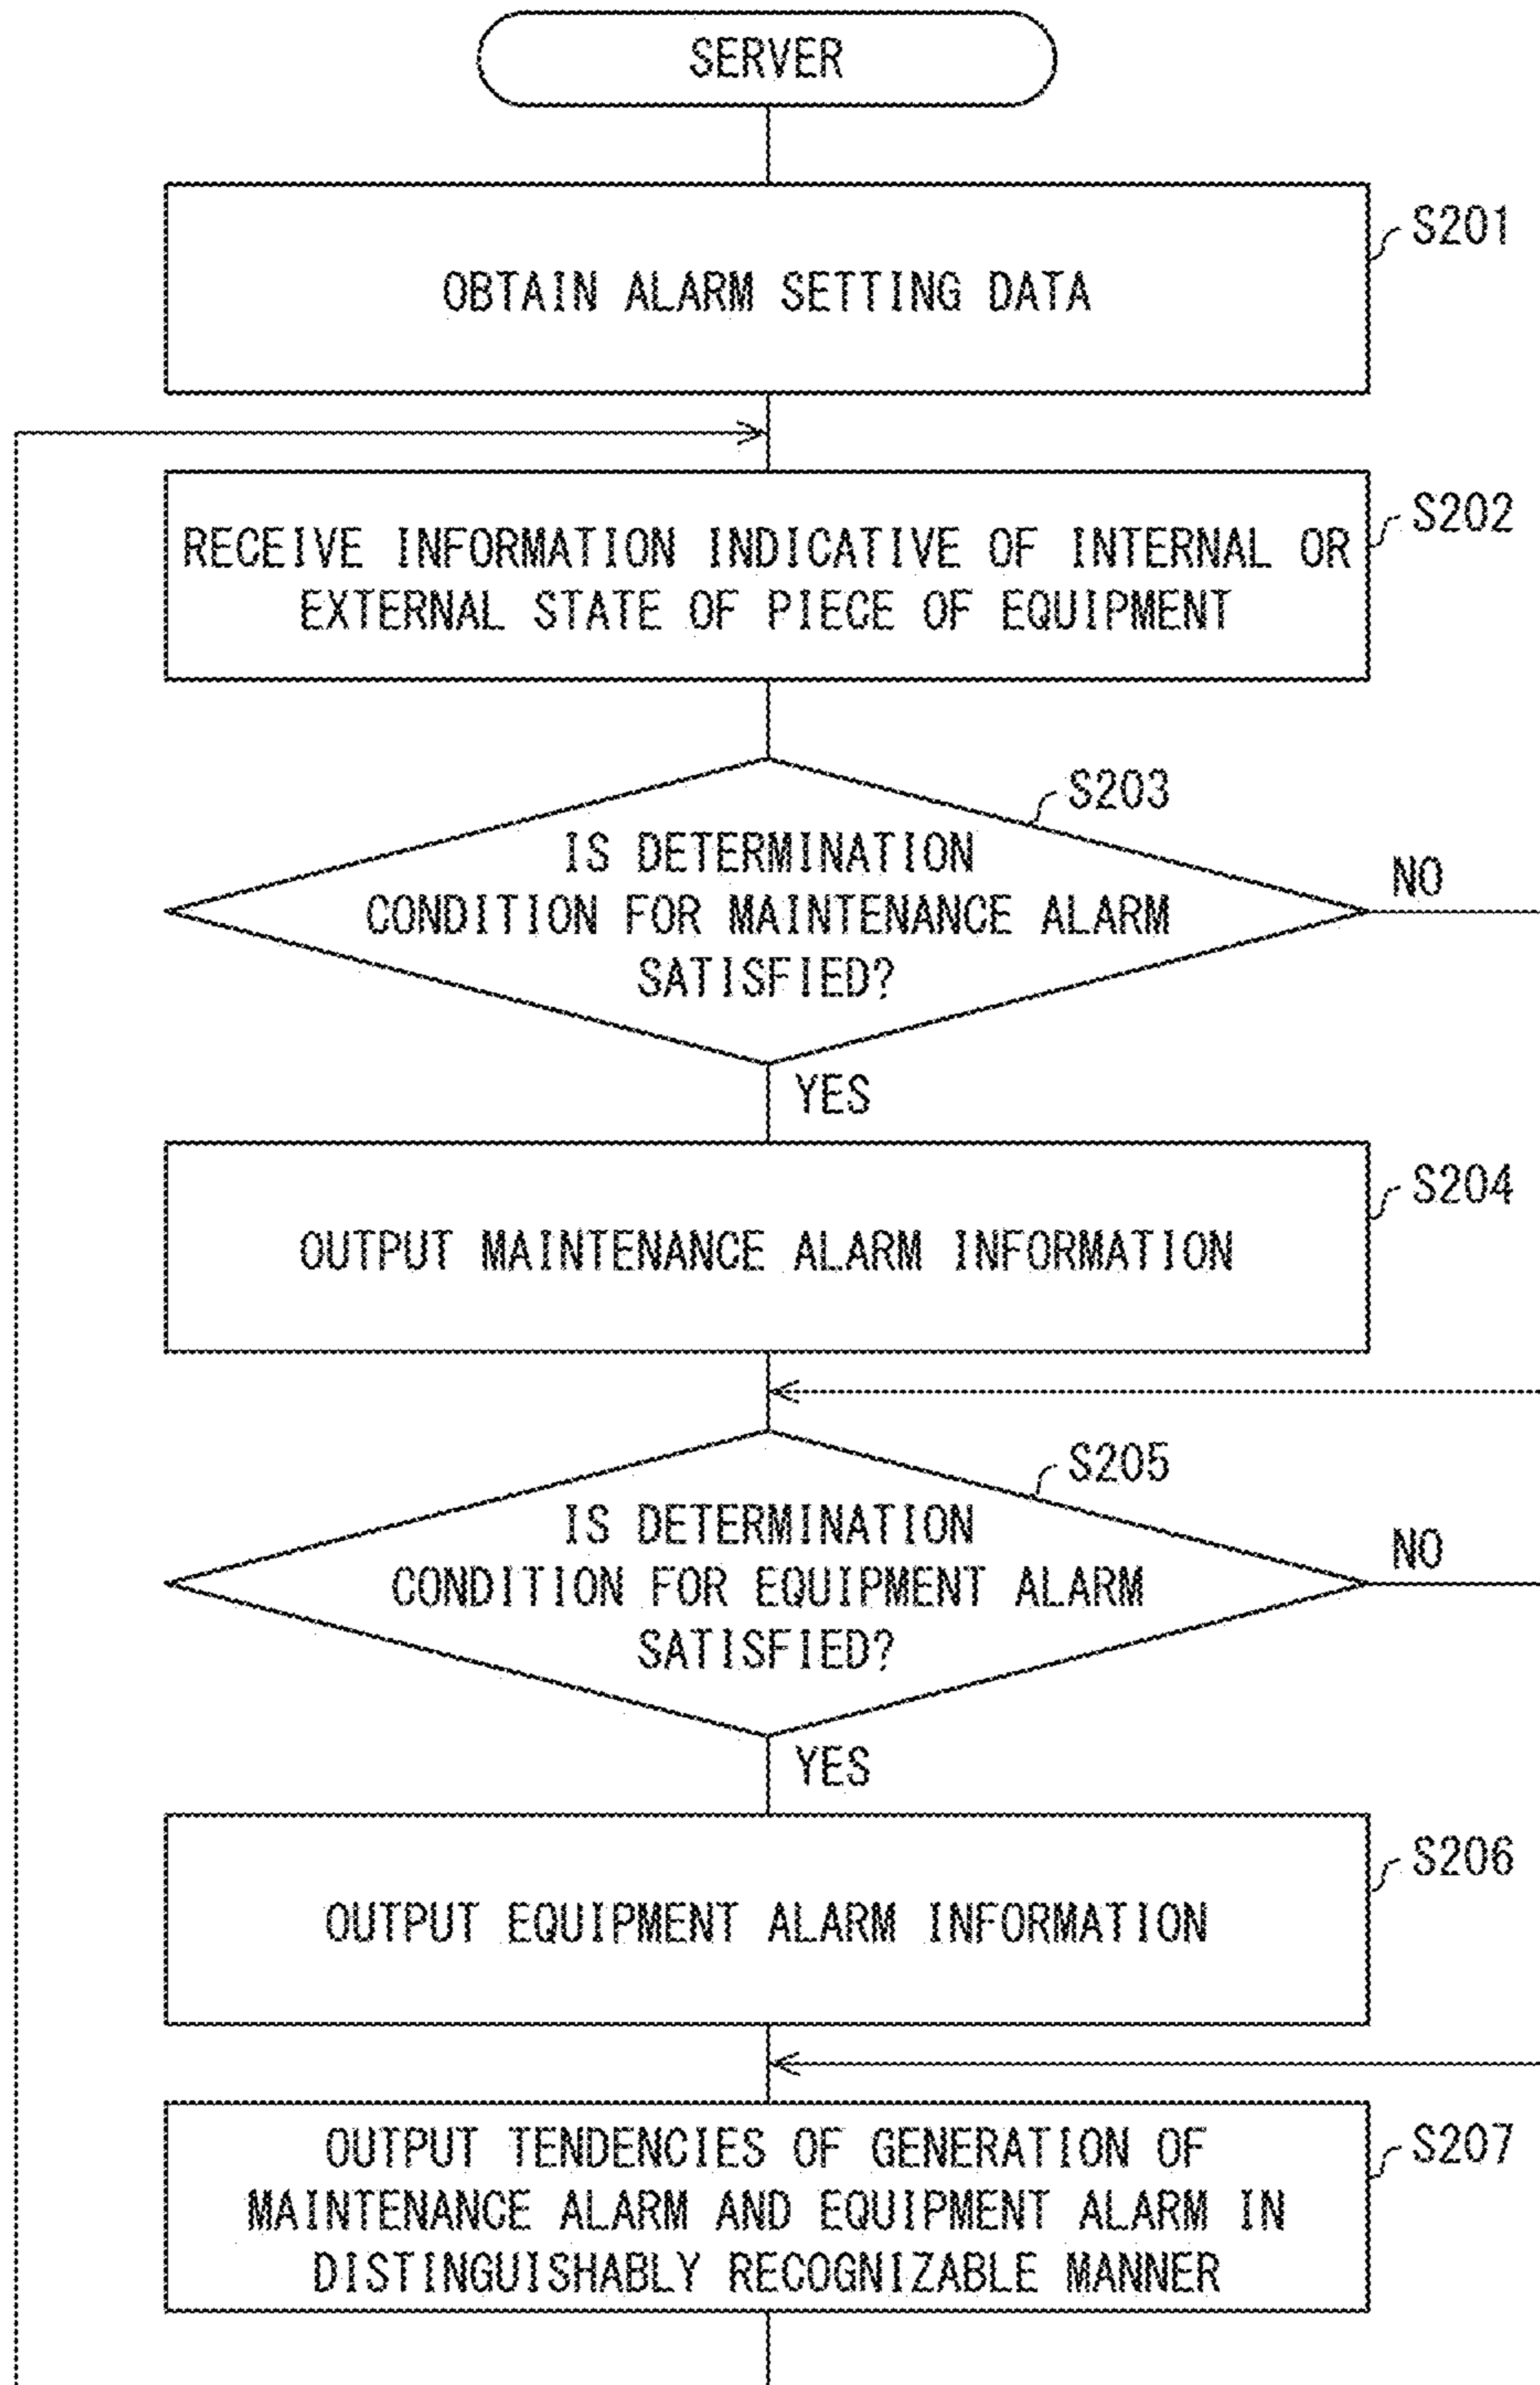 SERVER
S201
OBTAIN ALARM SETTING DATA
S202
RECEIVE INFORMATION INDICATIVE OF INTERNAL OR
EXTERNAL STATE OF PIECE OF EQUIPMENT
S203
IS DETERMINATION
CONDITION FOR MAINTENANCE ALARM
SATISFIED?
NO
YES
S204
OUTPUT MAINTENANCE ALARM INFORMATION
S205
IS DETERMINATION
CONDITION FOR EQUIPMENT ALARM
SATISFIED?
NO
YES
S206
OUTPUT EQUIPMENT ALARM INFORMATION
S207
OUTPUT TENDENCIES OF GENERATION OF
MAINTENANCE ALARM AND EQUIPMENT ALARM IN
DISTINGUISHABLY RECOGNIZABLE MANNER